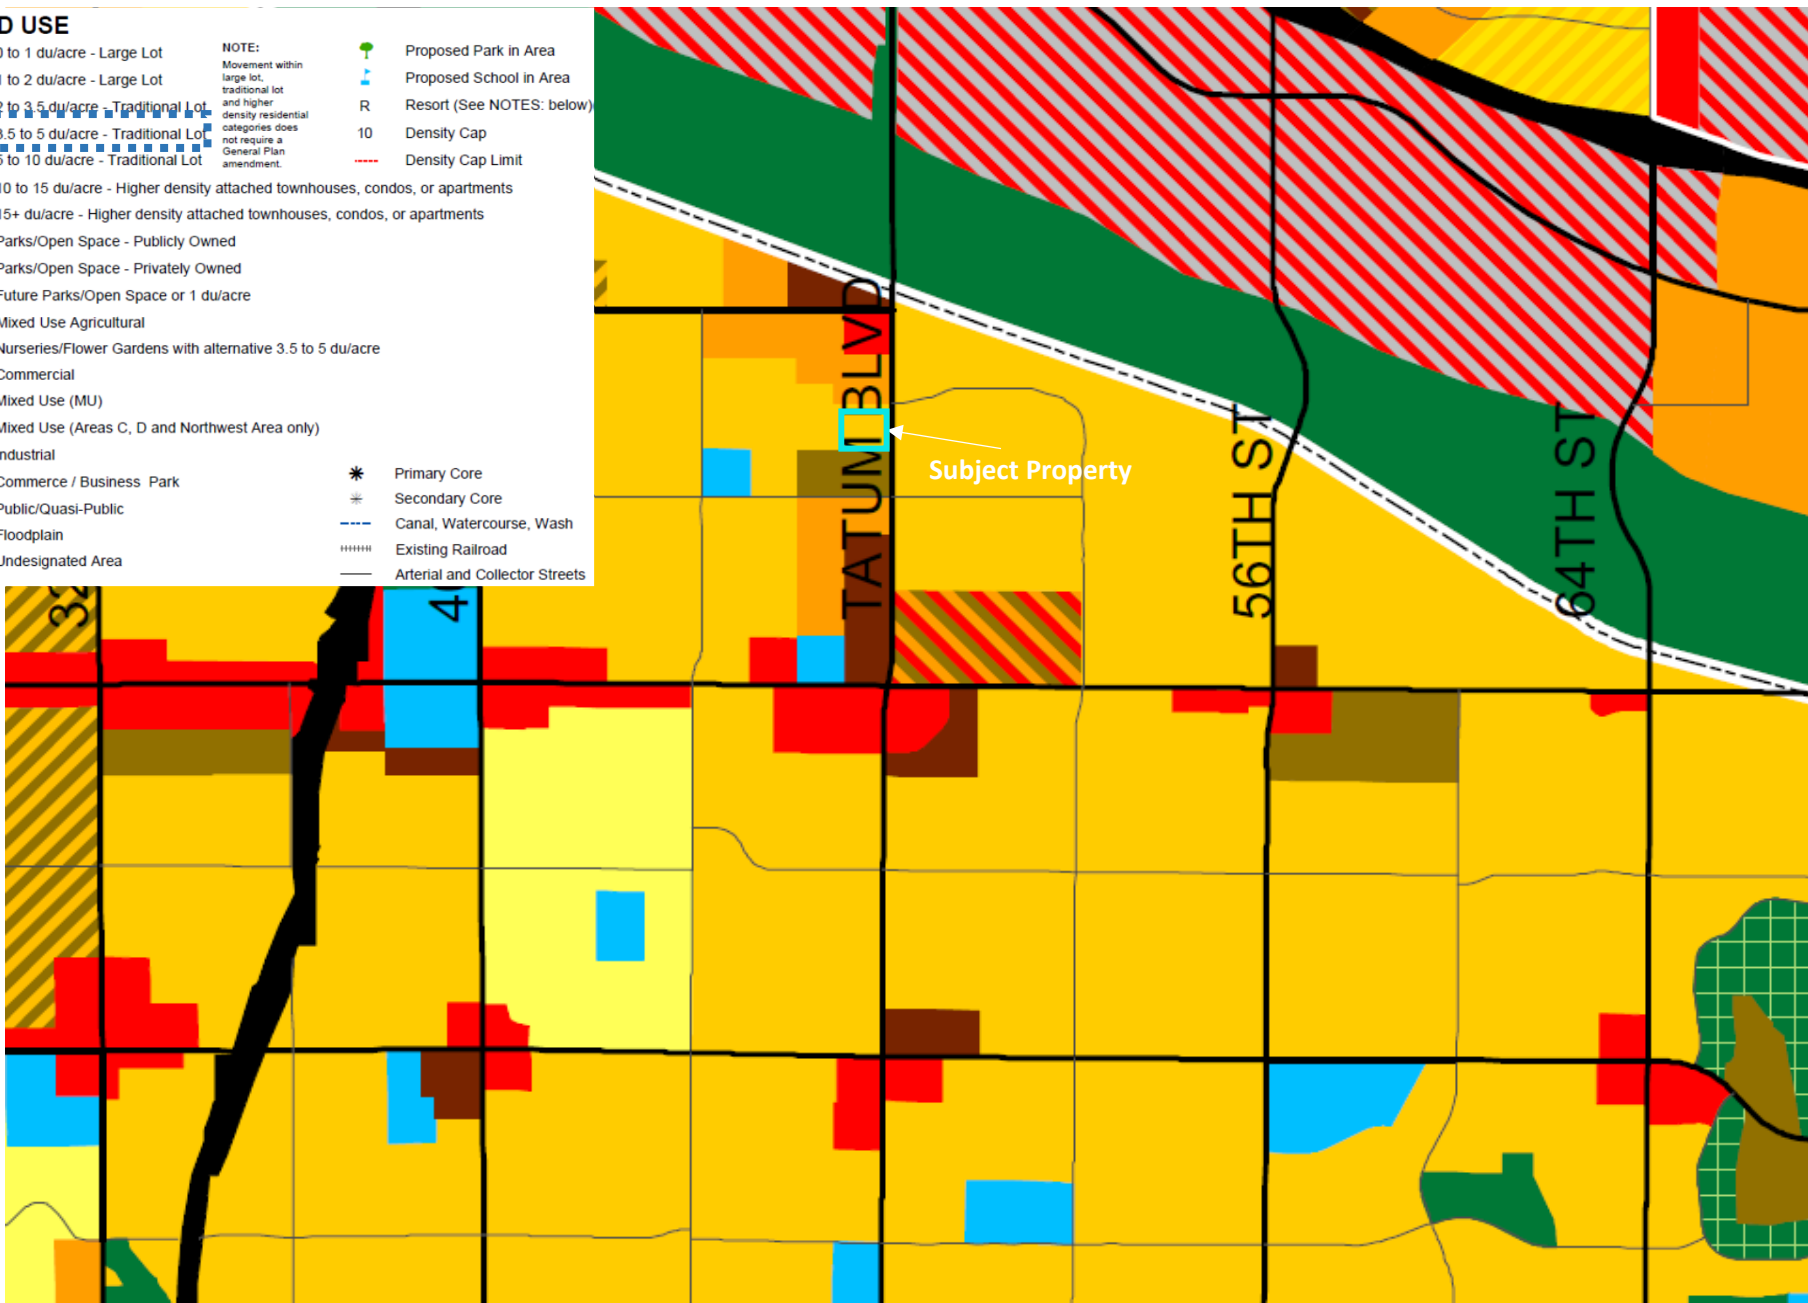 D USE
0 to 1 du/acre - Large Lot
1 to 2 du/acre - Large Lot
2 to 3.5 du/acre - Traditional Lot
3.5 to 5 du/acre - Traditional Lot
5 to 10 du/acre - Traditional Lot
10 to 15 du/acre - Higher density attached townhouses, condos, or apartments
15+ du/acre - Higher density attached townhouses, condos, or apartments
Parks/Open Space - Publicly Owned
Parks/Open Space - Privately Owned
Future Parks/Open Space or 1 du/acre
Mixed Use Agricultural
Nurseries/Flower Gardens with alternative 3.5 to 5 du/acre
Commercial
Mixed Use (MU)
Mixed Use (Areas C, D and Northwest Area only)
Industrial
Commerce / Business Park
Public/Quasi-Public
Floodplain
Undesignated Area
NOTE:
Movement within
large lot,
traditional lot
and higher
density residential
categories does
not require a
General Plan
amendment.
Proposed Park in Area
Proposed School in Area
R Resort (See NOTES: below)
10 Density Cap
Density Cap Limit
Primary Core
Secondary Core
Canal, Watercourse, Wash
Existing Railroad
Arterial and Collector Streets
TATUM BLVD
Subject Property
56TH ST
64TH ST
32
40